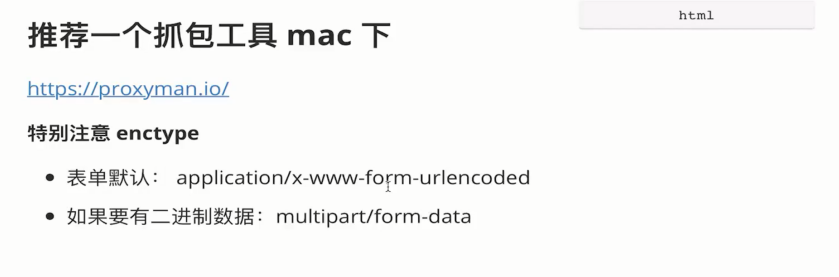 html
推荐一个抓包工具 mac 下
https://proxyman.io/
特别注意 enctype
表单默认： application/x-www-form-urlencoded
如果要有二进制数据：multipart/form-data